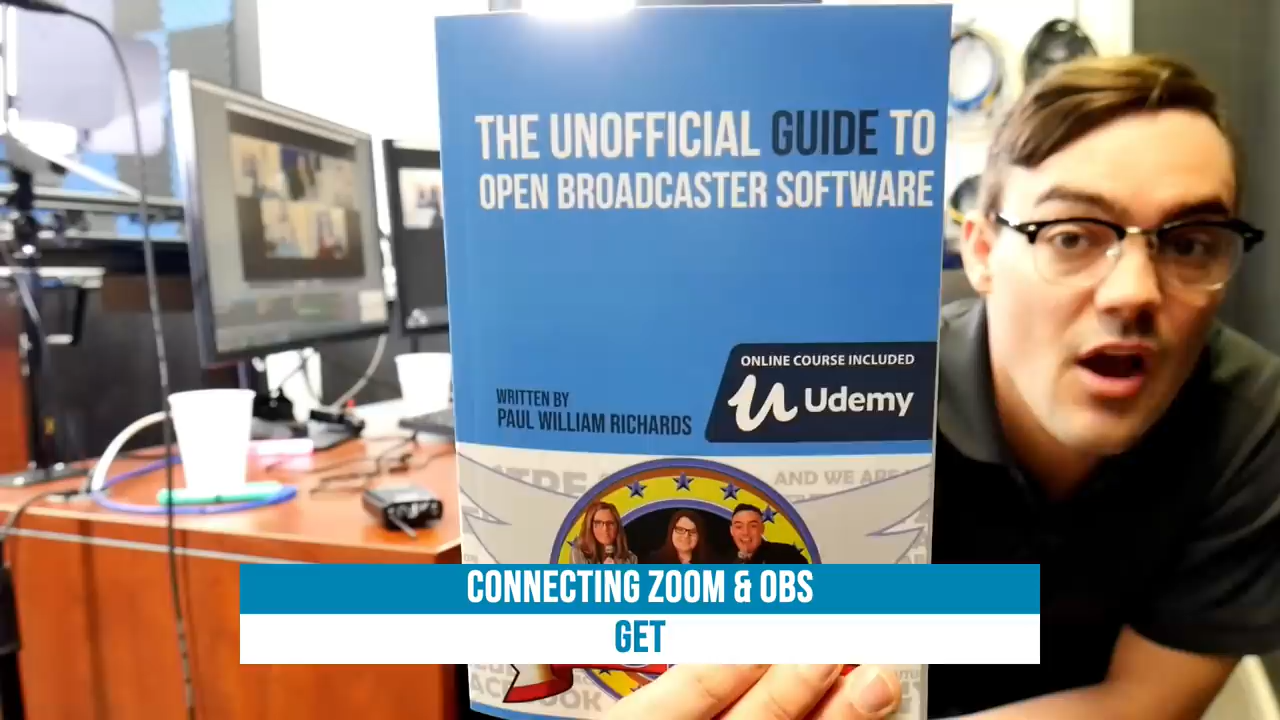 THE UNOFFICIAL GUIDE TO
OPEN BROADCASTER SOFTWARE
ONLINE COURSE INCLUDED
Udemy
WRITTEN BY
PAUL WILLIAM RICHARDS
AND WE ARE
CONNECTING ZOOM & OBS
GET